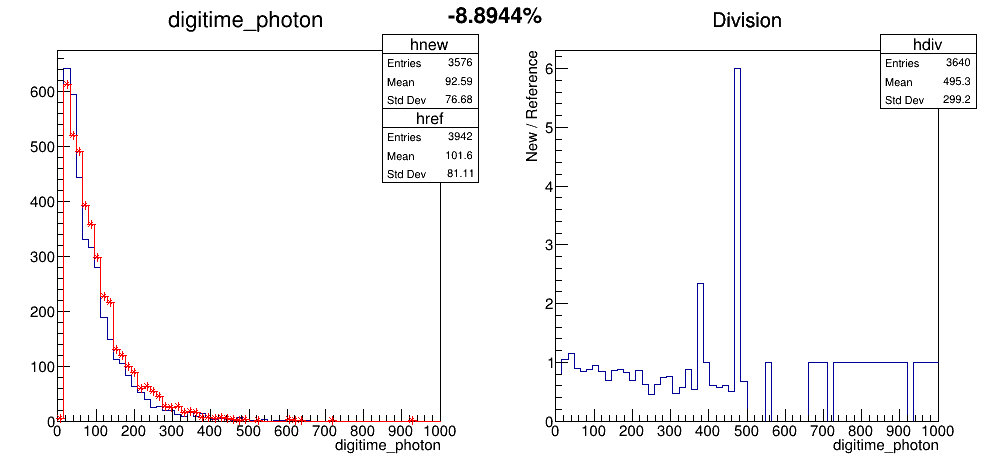 -8.8944%
digitime_photon
hnew
Entries 3576
Mean 92.59
Std Dev 76.68
href
Entries 3942
Mean 101.6
Std Dev 81.11
600
500
400
300
200
100
0
0 100 200 300 400 500 600 700 800 900 1000
digitime_photon
Division
hdiv
Entries 3640
Mean 495.3
Std Dev 299.2
New / Reference
6
5
4
3
2
1
0
0 100 200 300 400 500 600 700 800 900 1000
digitime_photon